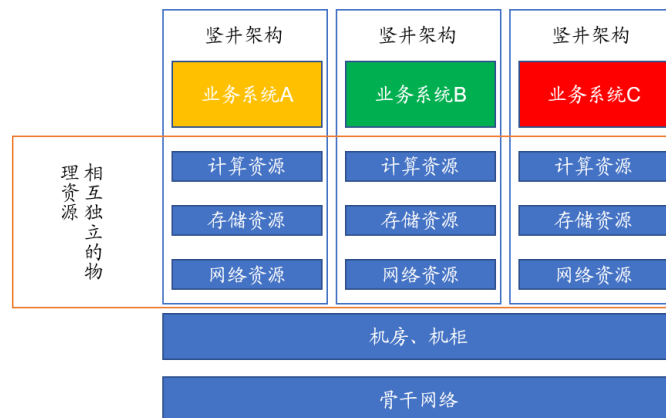 竖井架构
竖井架构
竖井架构
业务系统A
业务系统B
业务系统C
相互独立的物
理资源
计算资源
计算资源
计算资源
存储资源
存储资源
存储资源
网络资源
网络资源
网络资源
机房、机柜
骨干网络